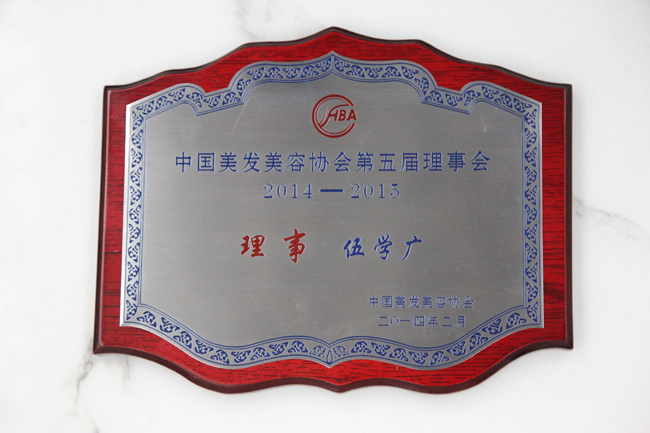 CHBA
中国美发美容协会第五届理事会
2014—2015
理事 伍学广
中国美发美容协会
二〇一四年二月